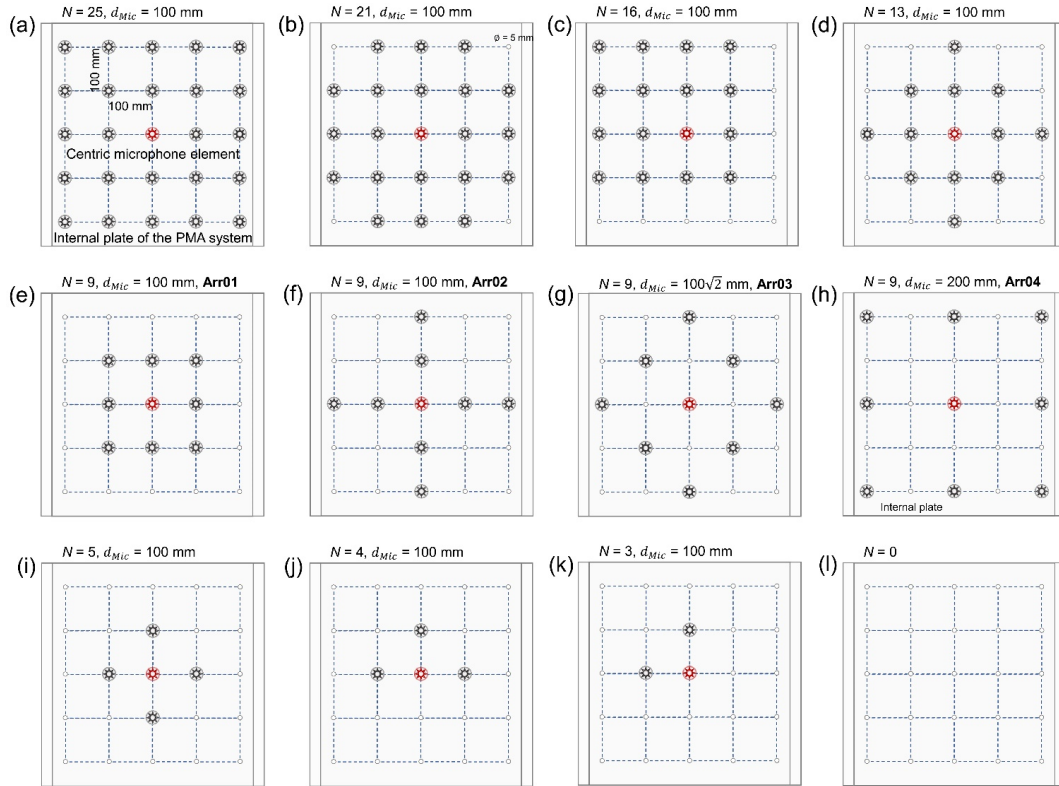 (a) N = 25, d_Mic = 100 mm
100 mm
100 mm
Centric microphone element
Internal plate of the PMA system
(b) N = 21, d_Mic = 100 mm
ø = 5 mm
(c) N = 16, d_Mic = 100 mm
(d) N = 13, d_Mic = 100 mm
(e) N = 9, d_Mic = 100 mm, Arr01
(f) N = 9, d_Mic = 100 mm, Arr02
(g) N = 9, d_Mic = 100√2 mm, Arr03
(h) N = 9, d_Mic = 200 mm, Arr04
Internal plate
(i) N = 5, d_Mic = 100 mm
(j) N = 4, d_Mic = 100 mm
(k) N = 3, d_Mic = 100 mm
(l) N = 0